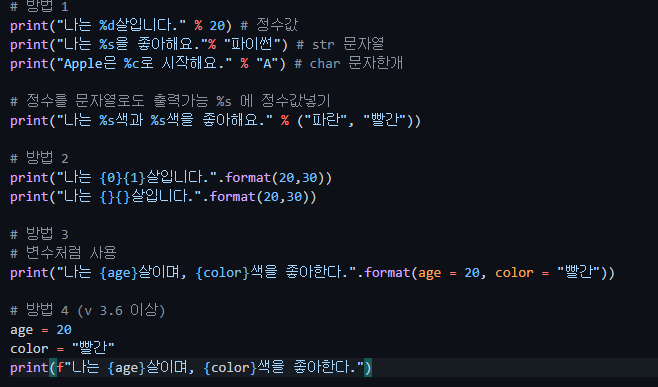 # 방법 1
print("나는 %d살입니다." % 20) # 정수값
print("나는 %s을 좋아해요."% "파이썬") # str 문자열
print("Apple은 %c로 시작해요." % "A") # char 문자한개
# 정수를 문자열로도 출력가능 %s 에 정수값넣기
print("나는 %s색과 %s색을 좋아해요." % ("파란", "빨간"))
# 방법 2
print("나는 {0}{1}살입니다.".format(20,30))
print("나는 {}{}살입니다.".format(20,30))
# 방법 3
# 변수처럼 사용
print("나는 {age}살이며, {color}색을 좋아한다.".format(age = 20, color = "빨간"))
# 방법 4 (v 3.6 이상)
age = 20
color = "빨간"
print(f"나는 {age}살이며, {color}색을 좋아한다.")